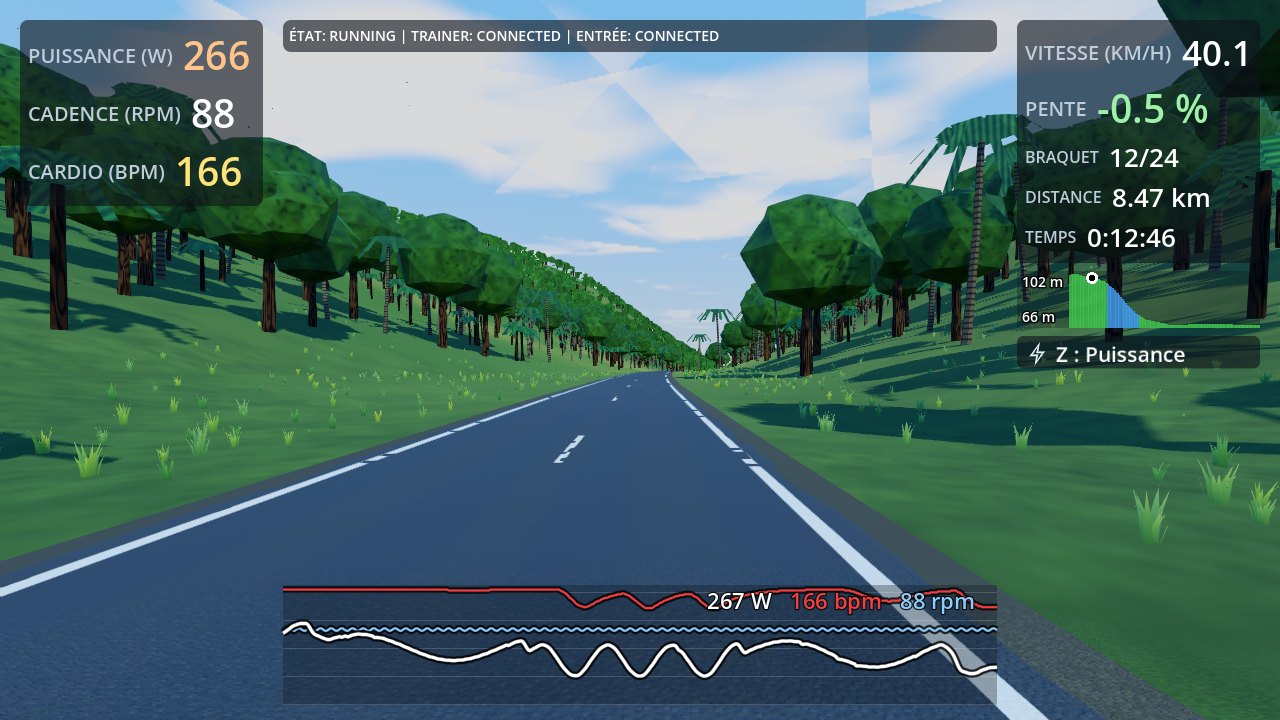 PUISSANCE (W) 266
CADENCE (RPM) 88
CARDIO (BPM) 166
ÉTAT: RUNNING | TRAINER: CONNECTED | ENTRÉE: CONNECTED
VITESSE (KM/H) 40.1
PENTE -0.5 %
BRAQUET 12/24
DISTANCE 8.47 km
TEMPS 0:12:46
102 m
66 m
Z : Puissance
267 W 166 bpm 88 rpm